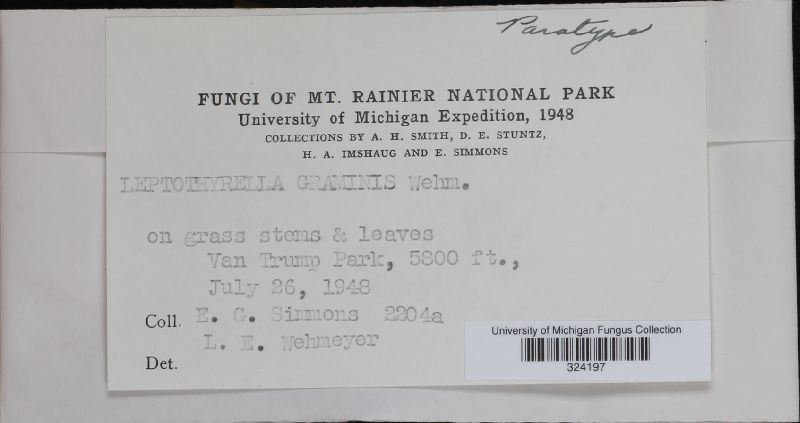 Paratype
FUNGI OF MT. RAINIER NATIONAL PARK
University of Michigan Expedition, 1948
COLLECTIONS BY A. H. SMITH, D. E. STUNTZ,
H. A. IMSHAUG AND E. SIMMONS
LEPTOTHYRELLA GRAMINIS Wehm.
on grass stems & leaves
Van Trump Park, 5800 ft.,
July 26, 1948
Coll. E. G. Simmons 2204a
L. E. Wehmeyer
Det.
University of Michigan Fungus Collection
324197